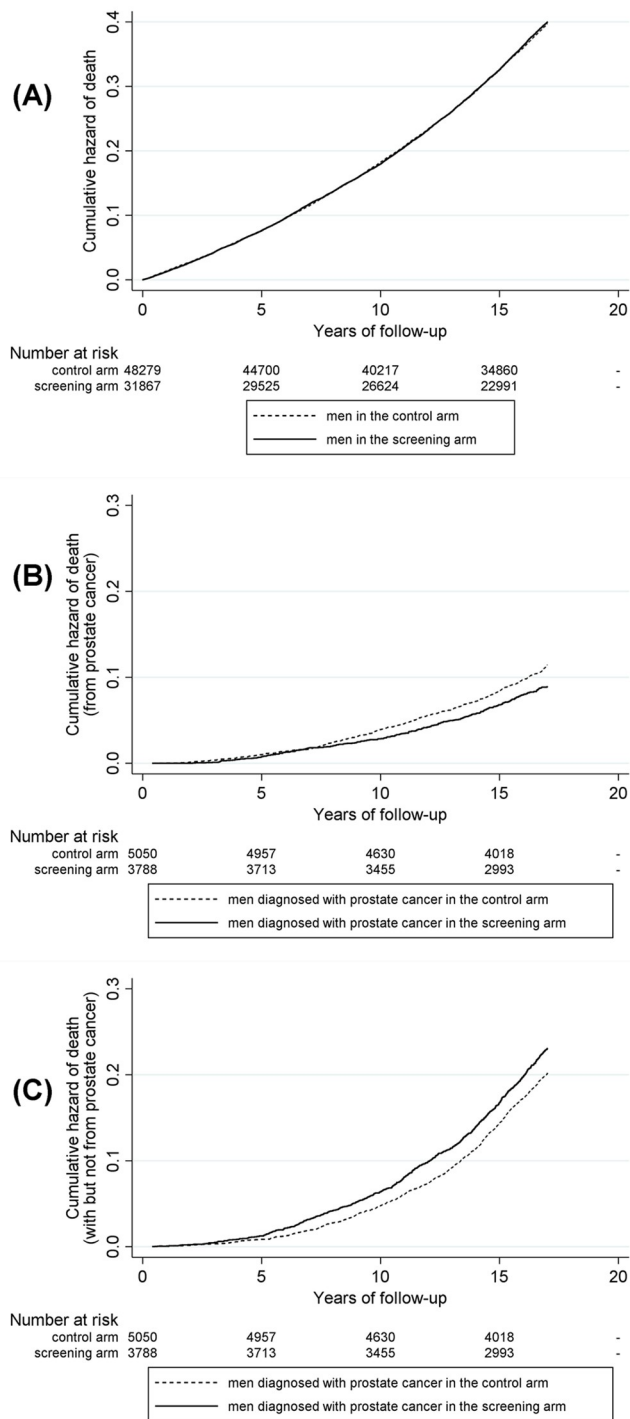 (A)
Cumulative hazard of death
0.4
0.3
0.2
0.1
0.0
0 5 10 15 20
Years of follow-up
Number at risk
control arm 48279 44700 40217 34860 -
screening arm 31867 29525 26624 22991 -
men in the control arm
men in the screening arm
(B)
Cumulative hazard of death
(from prostate cancer)
0.3
0.2
0.1
0.0
0 5 10 15 20
Years of follow-up
Number at risk
control arm 5050 4957 4630 4018 -
screening arm 3788 3713 3455 2993 -
men diagnosed with prostate cancer in the control arm
men diagnosed with prostate cancer in the screening arm
(C)
Cumulative hazard of death
(with but not from prostate cancer)
0.3
0.2
0.1
0.0
0 5 10 15 20
Years of follow-up
Number at risk
control arm 5050 4957 4630 4018 -
screening arm 3788 3713 3455 2993 -
men diagnosed with prostate cancer in the control arm
men diagnosed with prostate cancer in the screening arm